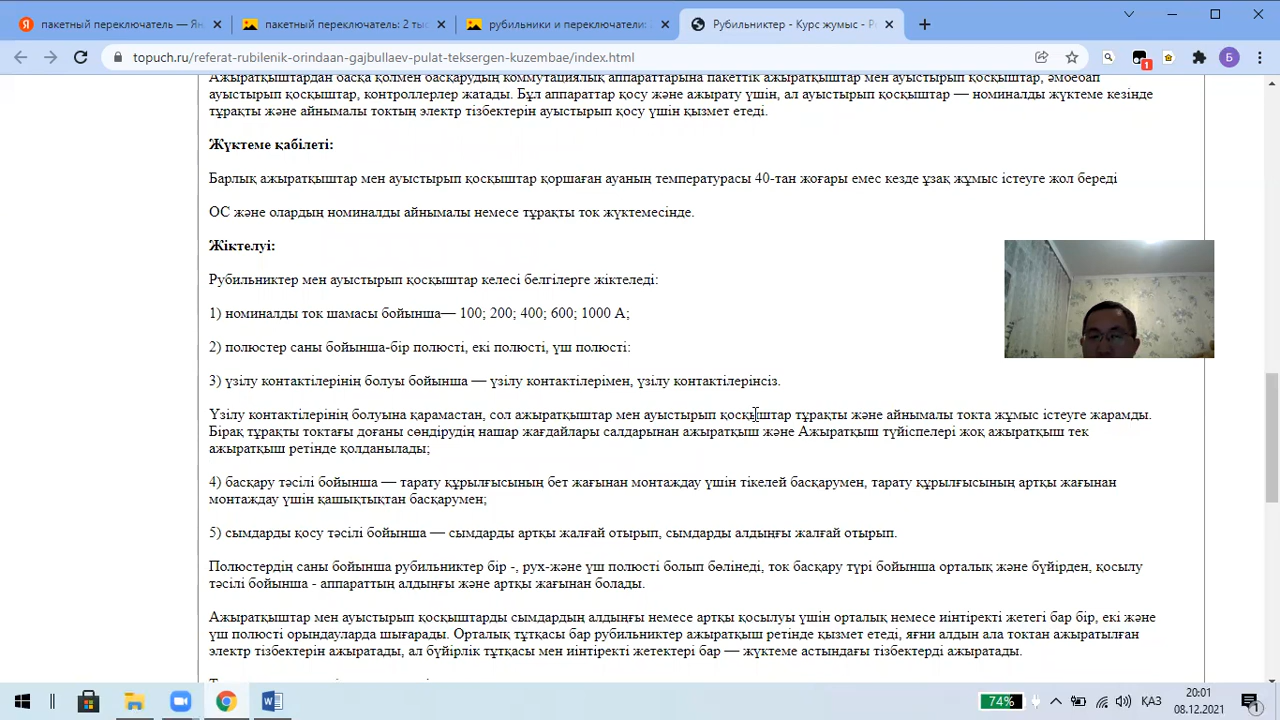 пакетный переключатель — Ян
пакетный переключатель: 2 тыс
рубильники и переключатели:
Рубильниктер - Курс жумыс - Р
topuch.ru/referat-rubilenik-orindaan-gajbullaev-pulat-teksergen-kuzembae/index.html
1
Б
Ажыратқыштардан басқа қолмен басқарудың коммутациялық аппараттарына пакеттік ажыратқыштар мен ауыстырып қосқыштар, әмбебап
ауыстырып қосқыштар, контроллерлер жатады. Бұл аппараттар қосу және ажырату үшін, ал ауыстырып қосқыштар — номиналды жүктеме кезінде
тұрақты және айнымалы токтың электр тізбектерін ауыстырып қосу үшін қызмет етеді.
Жүктеме қабілеті:
Барлық ажыратқыштар мен ауыстырып қосқыштар қоршаған ауаның температурасы 40-тан жоғары емес кезде ұзақ жұмыс істеуге жол береді
ОС және олардың номиналды айнымалы немесе тұрақты ток жүктемесінде.
Жіктелуі:
Рубильниктер мен ауыстырып қосқыштар келесі белгілерге жіктеледі:
1) номиналды ток шамасы бойынша— 100; 200; 400; 600; 1000 А;
2) полюстер саны бойынша-бір полюсті, екі полюсті, үш полюсті:
3) үзілу контактілерінің болуы бойынша — үзілу контактілерімен, үзілу контактілерінсіз.
Үзілу контактілерінің болуына қарамастан, сол ажыратқыштар мен ауыстырып қосқыштар тұрақты және айнымалы токта жұмыс істеуге жарамды.
Бірақ тұрақты токтағы доғаны сөндірудің нашар жағдайлары салдарынан ажыратқыш және Ажыратқыш түйіспелері жоқ ажыратқыш тек
ажыратқыш ретінде қолданылады;
4) басқару тәсілі бойынша — тарату құрылғысының бет жағынан монтаждау үшін тікелей басқарумен, тарату құрылғысының артқы жағынан
монтаждау үшін қашықтықтан басқарумен;
5) сымдарды қосу тәсілі бойынша — сымдарды артқы жалғай отырып, сымдарды алдыңғы жалғай отырып.
Полюстердің саны бойынша рубильниктер бір -, рух-және үш полюсті болып бөлінеді, ток басқару түрі бойынша орталық және бүйірден, қосылу
тәсілі бойынша - аппараттың алдыңғы және артқы жағынан болады.
Ажыратқыштар мен ауыстырып қосқыштарды сымдардың алдыңғы немесе артқы қосылуы үшін орталық немесе иінтіректі жетегі бар бір, екі және
үш полюсті орындауларда шығарады. Орталық тұтқасы бар рубильниктер ажыратқыш ретінде қызмет етеді, яғни алдын ала токтан ажыратылған
электр тізбектерін ажыратады, ал бүйірлік тұтқасы мен иінтіректі жетектері бар — жүктеме астындағы тізбектерді ажыратады.
74%
ҚАЗ
20:01
08.12.2021
1